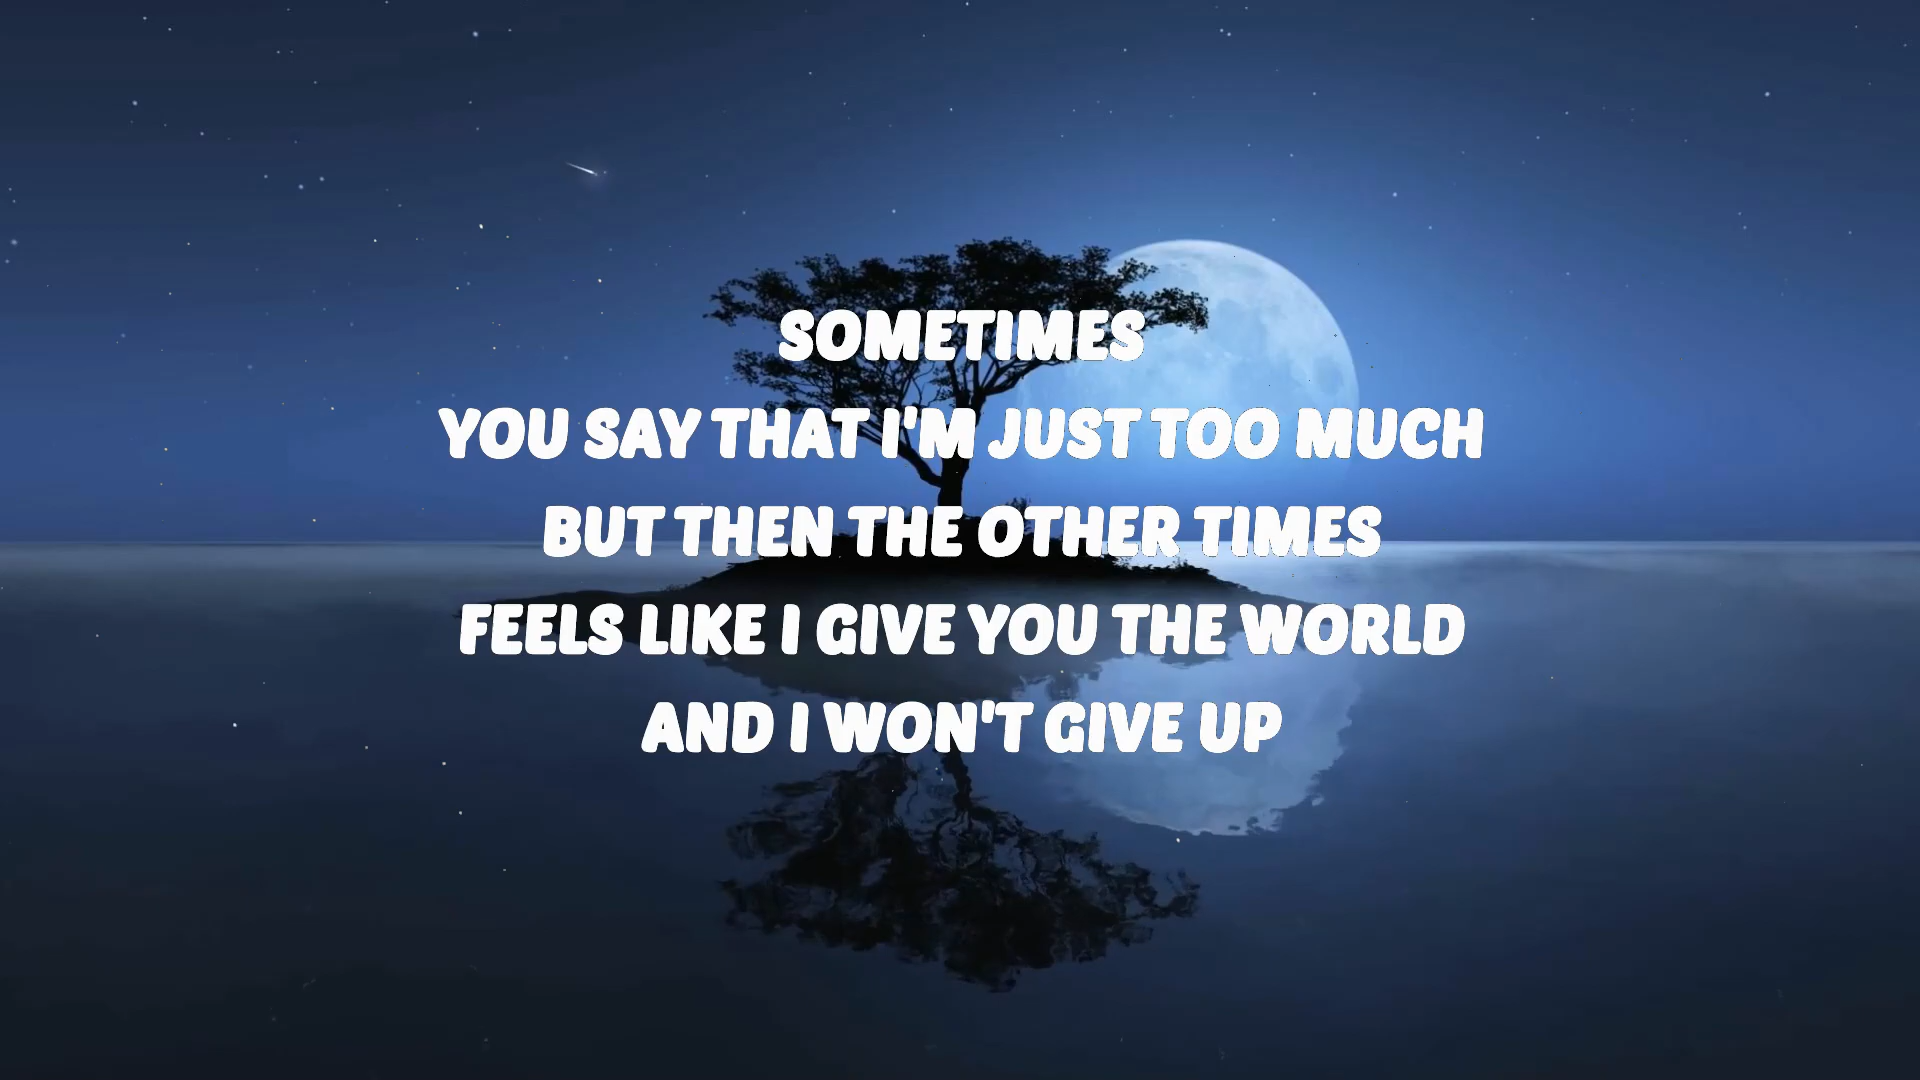 SOMETIMES
YOU SAY THAT I'M JUST TOO MUCH
BUT THEN THE OTHER TIMES
FEELS LIKE I GIVE YOU THE WORLD
AND I WON'T GIVE UP